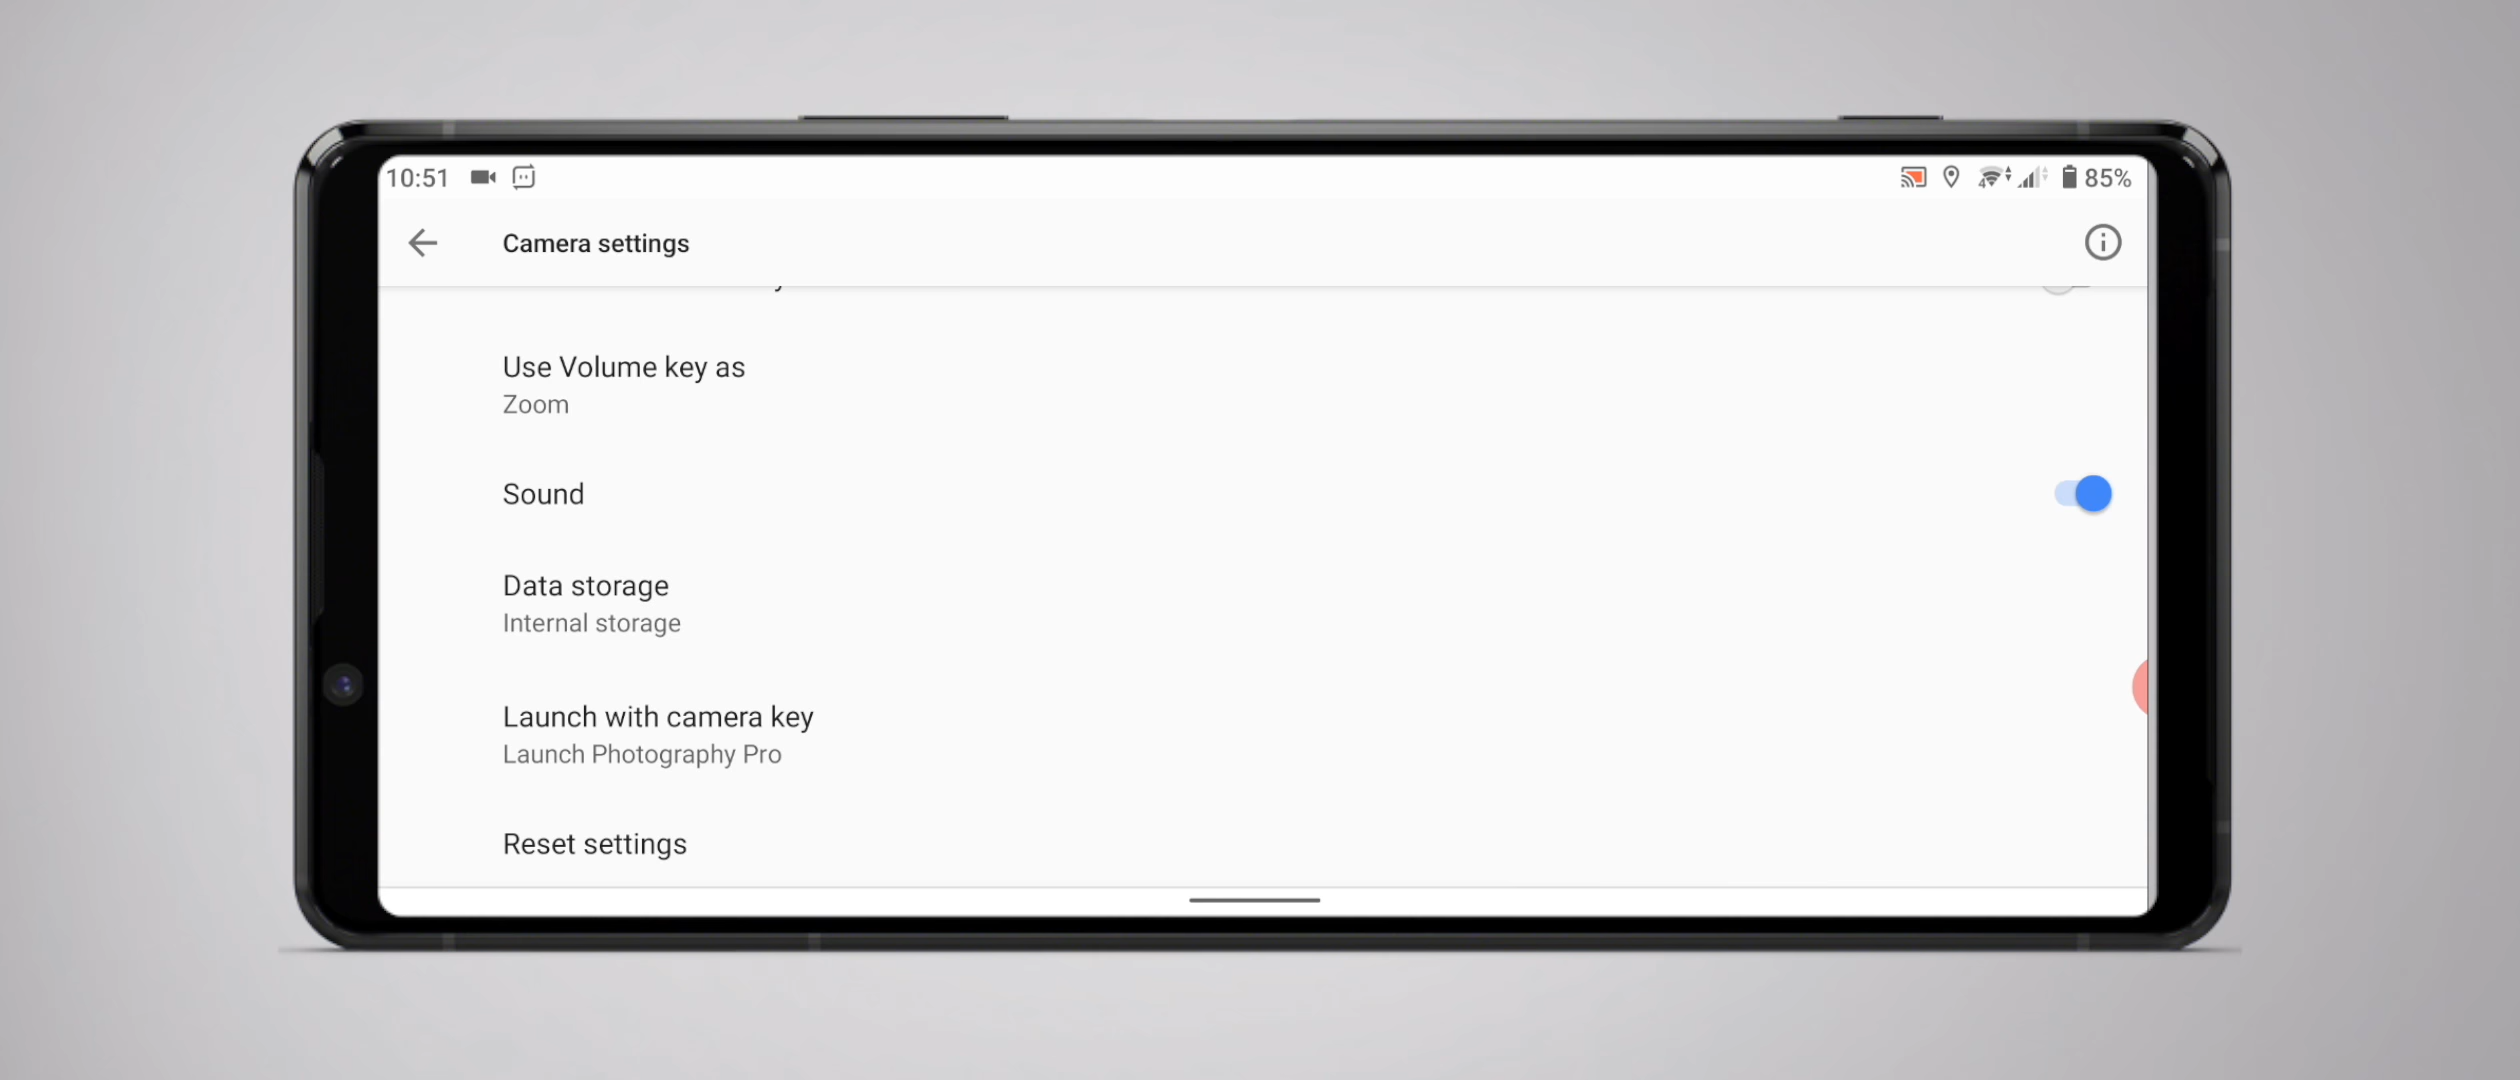 10:51 85%
Camera settings
Use Volume key as
Zoom
Sound
Data storage
Internal storage
Launch with camera key
Launch Photography Pro
Reset settings